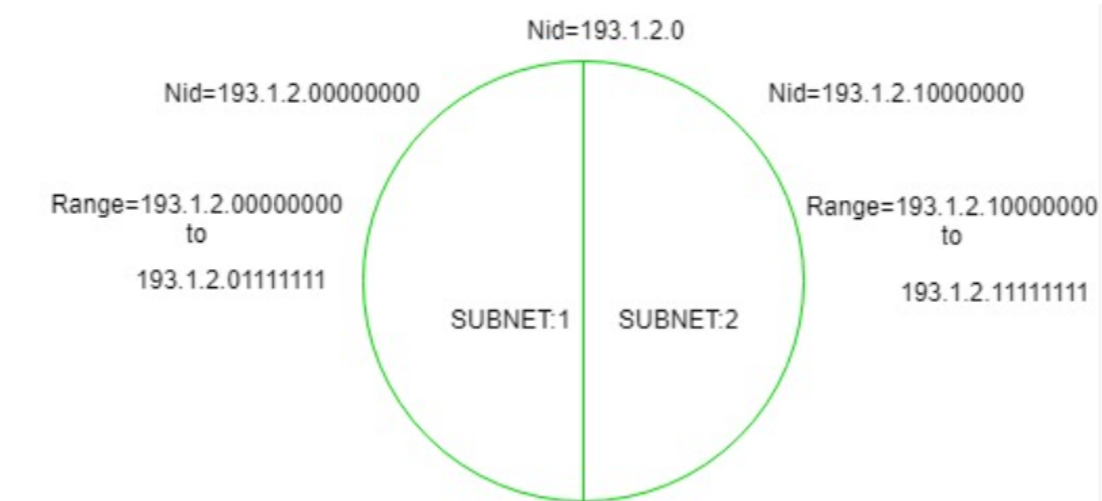 Nid=193.1.2.0
Nid=193.1.2.00000000
Nid=193.1.2.10000000
Range=193.1.2.00000000
to
193.1.2.01111111
Range=193.1.2.10000000
to
193.1.2.11111111
SUBNET:1
SUBNET:2